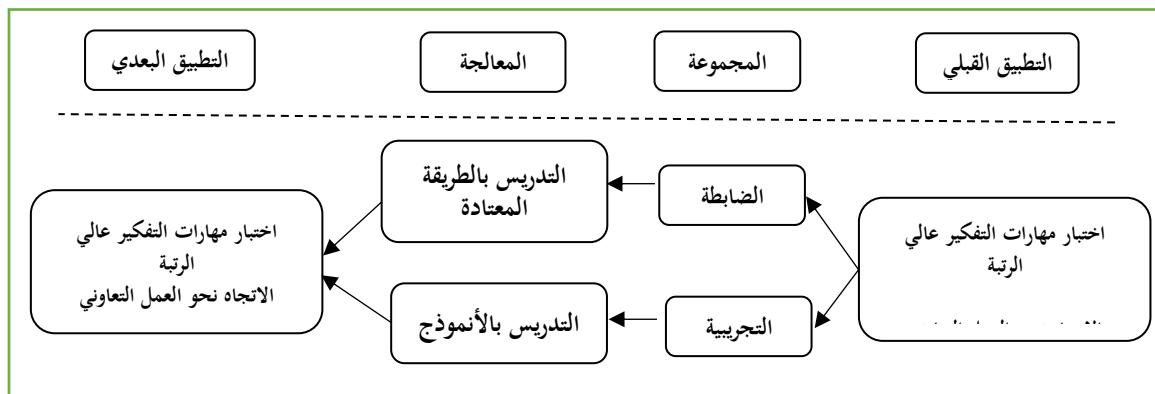 التطبيق القبلي
المجموعة
المعالجة
التطبيق البعدي
اختبار مهارات التفكير عالي
الرتبة
الضابطة
التجريبية
التدريس بالطريقة
المعتادة
التدريس بالأنموذج
اختبار مهارات التفكير عالي
الرتبة
الاتجاه نحو العمل التعاوني